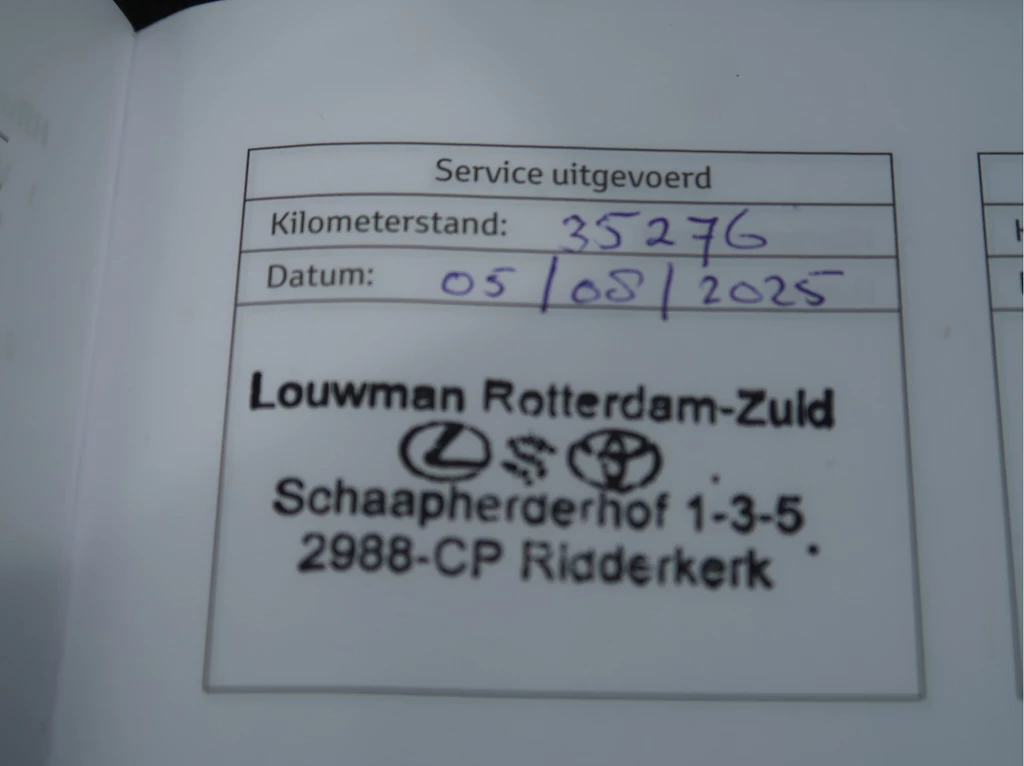 Service uitgevoerd
Kilometerstand: 35276
Datum: 05/08/2025
Louwman Rotterdam-Zuid
Schaapherderhof 1-3-5
2988-CP Ridderkerk